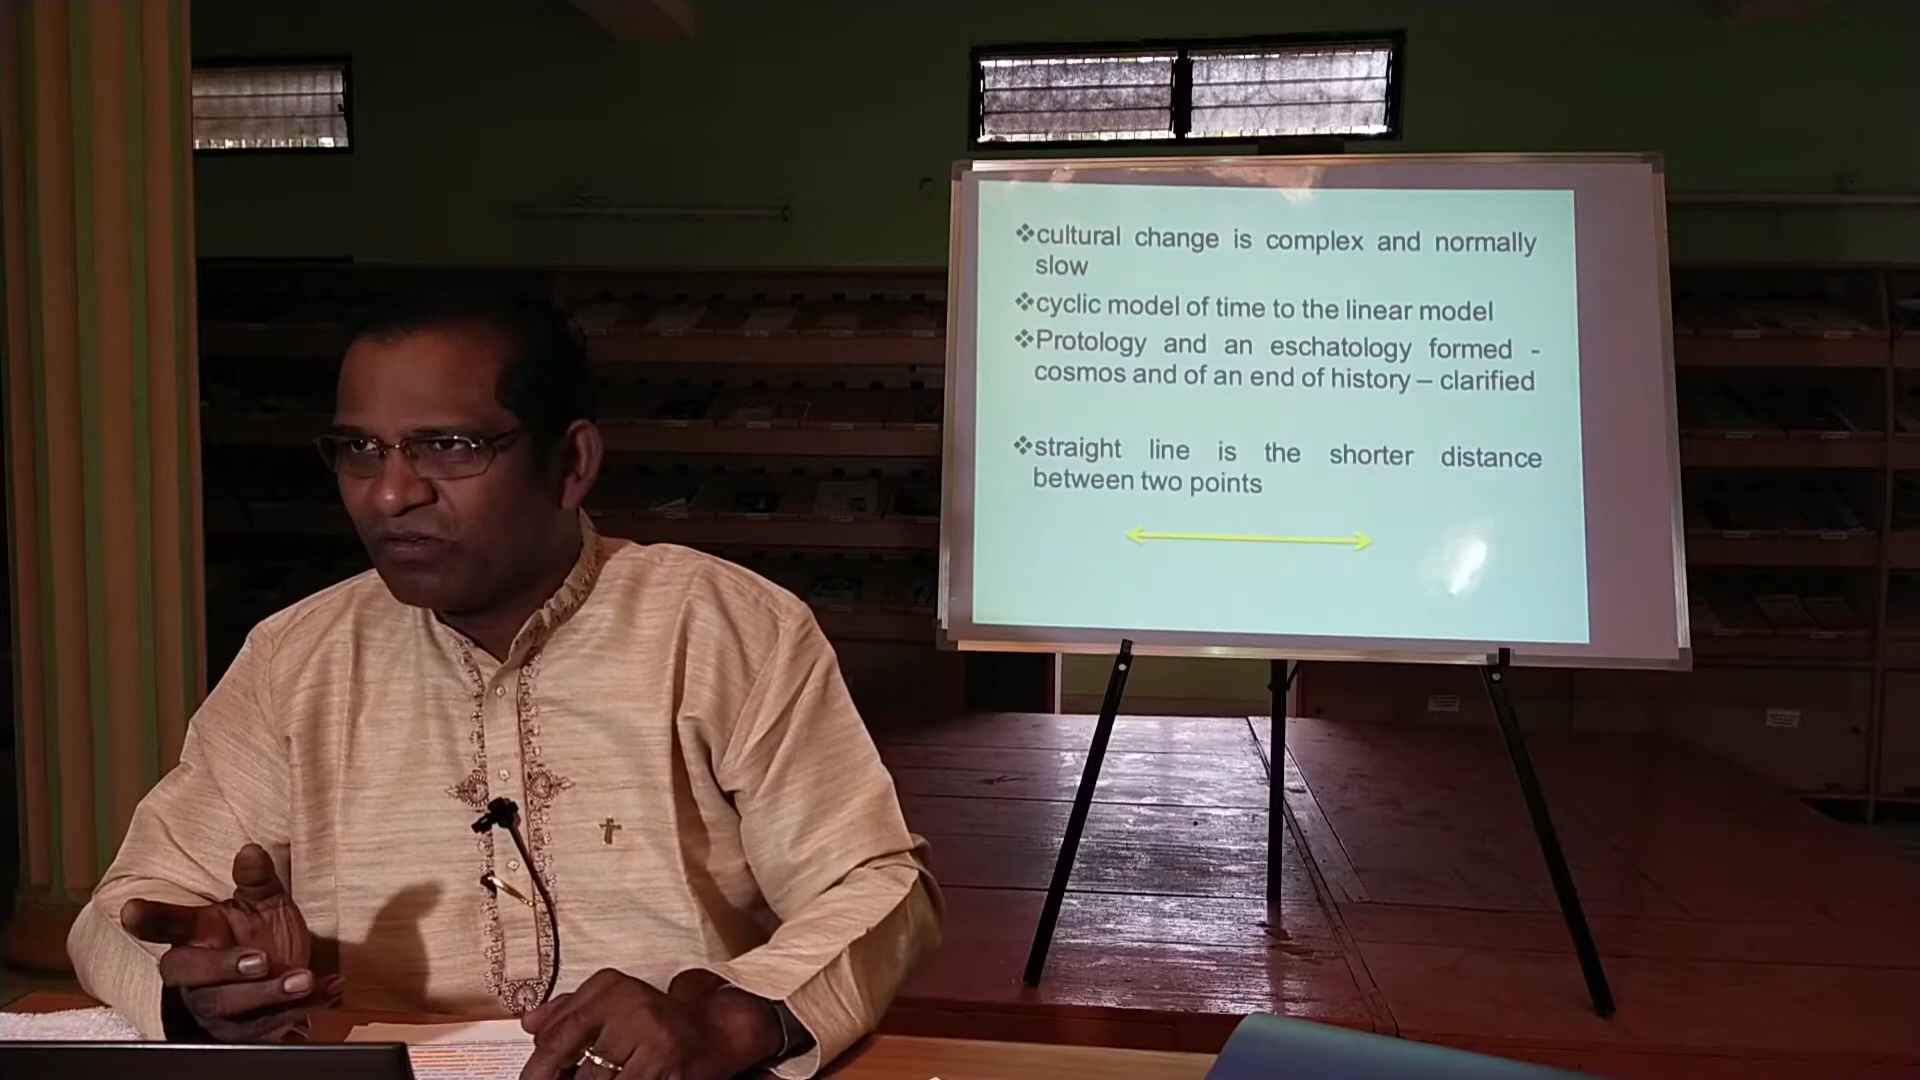 ❖cultural change is complex and normally
slow
❖cyclic model of time to the linear model
❖Protology and an eschatology formed -
cosmos and of an end of history – clarified
❖straight line is the shorter distance
between two points